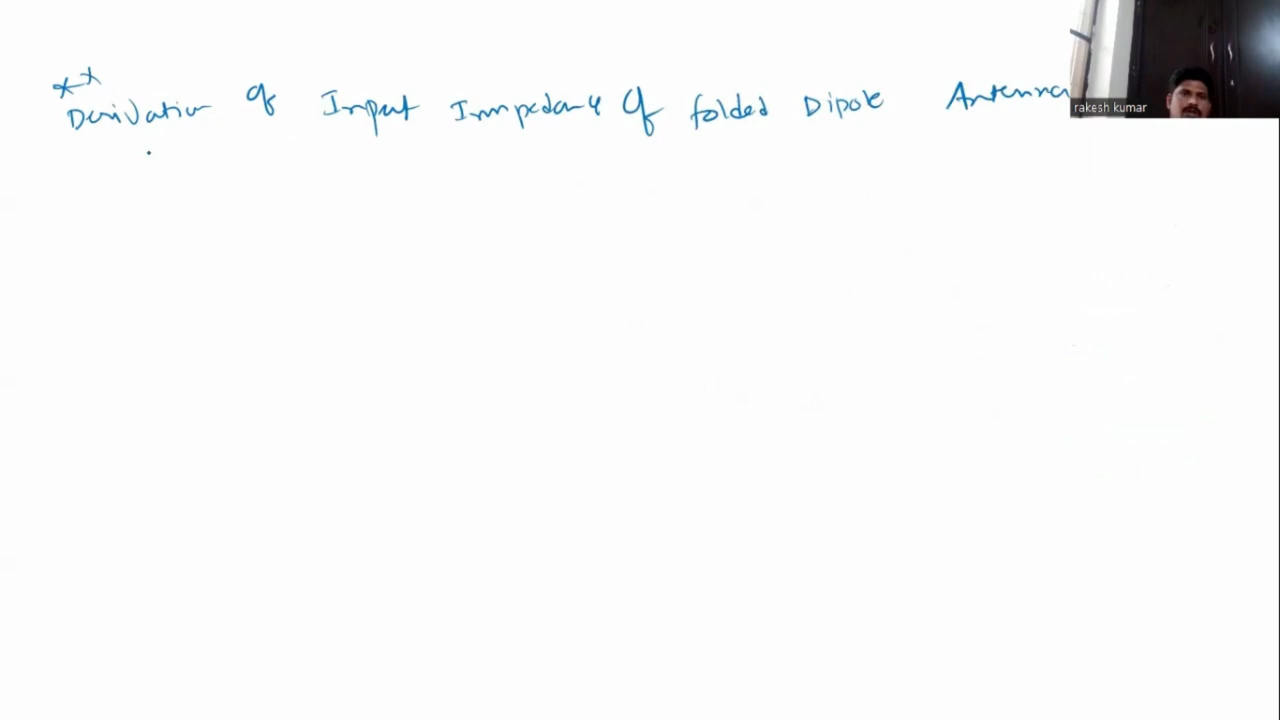 **
Derivation of Input Impedance of folded Dipole Antenna
rakesh kumar